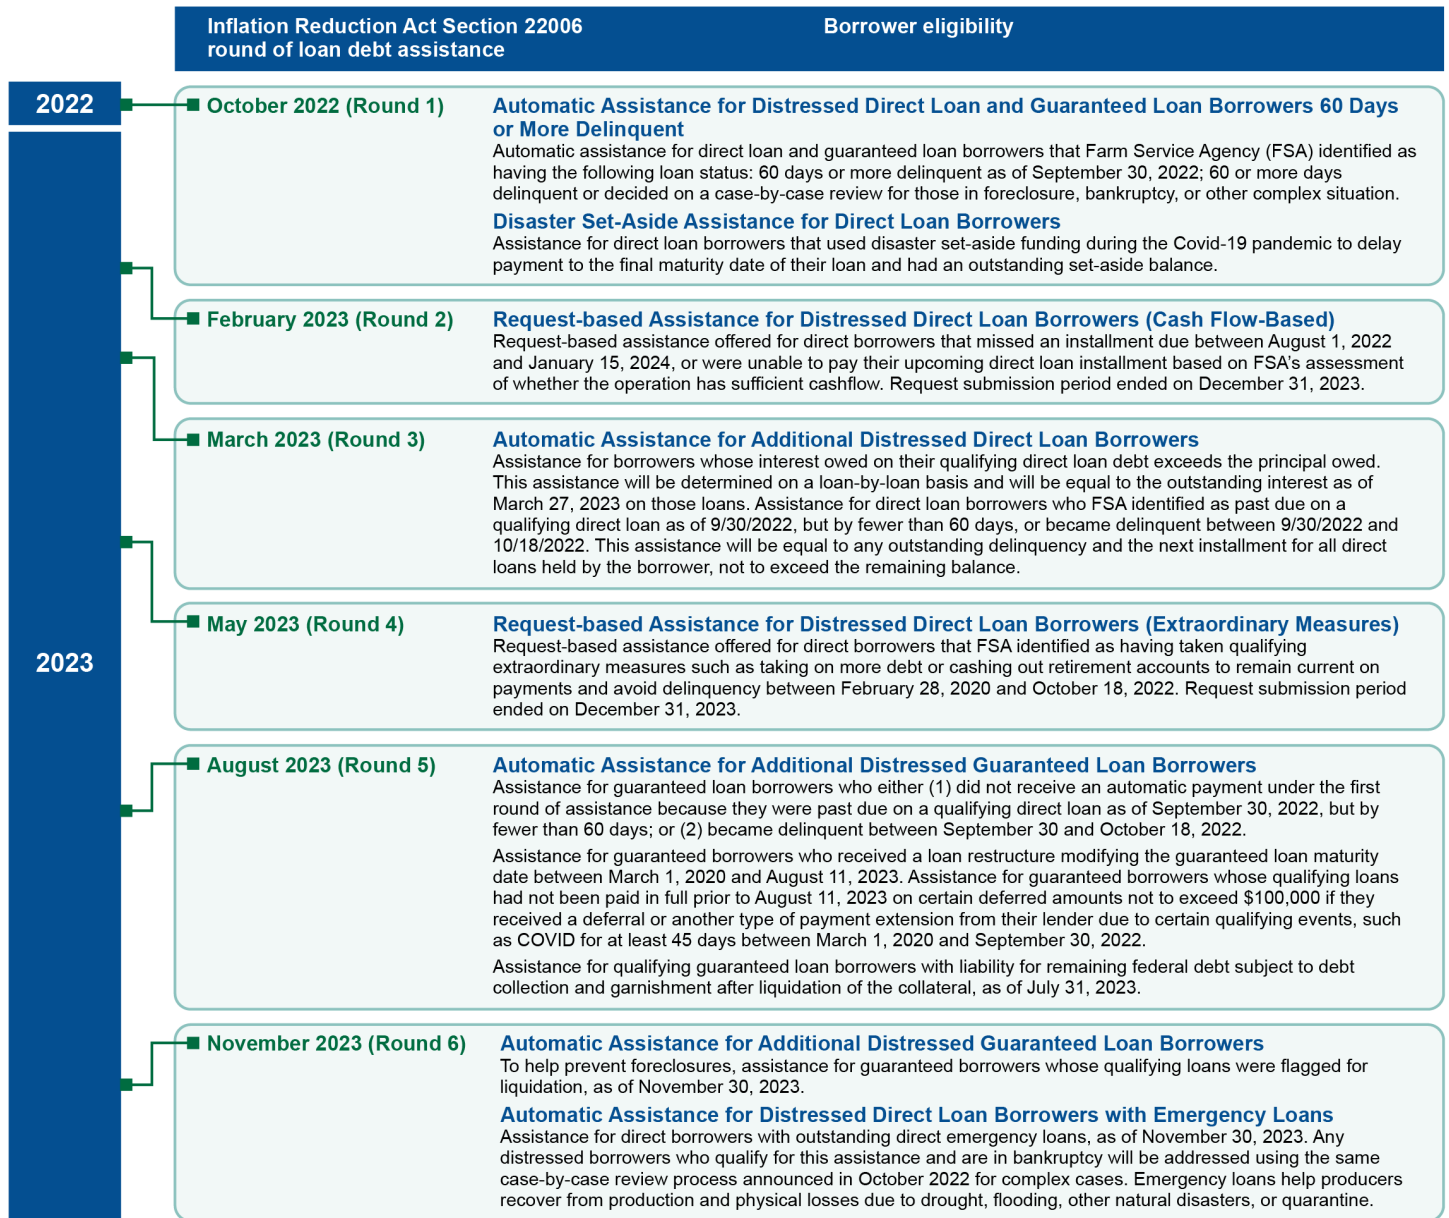 Inflation Reduction Act Section 22006
round of loan debt assistance
Borrower eligibility
2022
October 2022 (Round 1)
Automatic Assistance for Distressed Direct Loan and Guaranteed Loan Borrowers 60 Days
or More Delinquent
Automatic assistance for direct loan and guaranteed loan borrowers that Farm Service Agency (FSA) identified as
having the following loan status: 60 days or more delinquent as of September 30, 2022; 60 or more days
delinquent or decided on a case-by-case review for those in foreclosure, bankruptcy, or other complex situation.
Disaster Set-Aside Assistance for Direct Loan Borrowers
Assistance for direct loan borrowers that used disaster set-aside funding during the Covid-19 pandemic to delay
payment to the final maturity date of their loan and had an outstanding set-aside balance.
2023
February 2023 (Round 2)
Request-based Assistance for Distressed Direct Loan Borrowers (Cash Flow-Based)
Request-based assistance offered for direct borrowers that missed an installment due between August 1, 2022
and January 15, 2024, or were unable to pay their upcoming direct loan installment based on FSA’s assessment
of whether the operation has sufficient cashflow. Request submission period ended on December 31, 2023.
March 2023 (Round 3)
Automatic Assistance for Additional Distressed Direct Loan Borrowers
Assistance for borrowers whose interest owed on their qualifying direct loan debt exceeds the principal owed.
This assistance will be determined on a loan-by-loan basis and will be equal to the outstanding interest as of
March 27, 2023 on those loans. Assistance for direct loan borrowers who FSA identified as past due on a
qualifying direct loan as of 9/30/2022, but by fewer than 60 days, or became delinquent between 9/30/2022 and
10/18/2022. This assistance will be equal to any outstanding delinquency and the next installment for all direct
loans held by the borrower, not to exceed the remaining balance.
May 2023 (Round 4)
Request-based Assistance for Distressed Direct Loan Borrowers (Extraordinary Measures)
Request-based assistance offered for direct borrowers that FSA identified as having taken qualifying
extraordinary measures such as taking on more debt or cashing out retirement accounts to remain current on
payments and avoid delinquency between February 28, 2020 and October 18, 2022. Request submission period
ended on December 31, 2023.
August 2023 (Round 5)
Automatic Assistance for Additional Distressed Guaranteed Loan Borrowers
Assistance for guaranteed loan borrowers who either (1) did not receive an automatic payment under the first
round of assistance because they were past due on a qualifying direct loan as of September 30, 2022, but by
fewer than 60 days; or (2) became delinquent between September 30 and October 18, 2022.
Assistance for guaranteed borrowers who received a loan restructure modifying the guaranteed loan maturity
date between March 1, 2020 and August 11, 2023. Assistance for guaranteed borrowers whose qualifying loans
had not been paid in full prior to August 11, 2023 on certain deferred amounts not to exceed $100,000 if they
received a deferral or another type of payment extension from their lender due to certain qualifying events, such
as COVID for at least 45 days between March 1, 2020 and September 30, 2022.
Assistance for qualifying guaranteed loan borrowers with liability for remaining federal debt subject to debt
collection and garnishment after liquidation of the collateral, as of July 31, 2023.
November 2023 (Round 6)
Automatic Assistance for Additional Distressed Guaranteed Loan Borrowers
To help prevent foreclosures, assistance for guaranteed borrowers whose qualifying loans were flagged for
liquidation, as of November 30, 2023.
Automatic Assistance for Distressed Direct Loan Borrowers with Emergency Loans
Assistance for direct borrowers with outstanding direct emergency loans, as of November 30, 2023. Any
distressed borrowers who qualify for this assistance and are in bankruptcy will be addressed using the same
case-by-case review process announced in October 2022 for complex cases. Emergency loans help producers
recover from production and physical losses due to drought, flooding, other natural disasters, or quarantine.